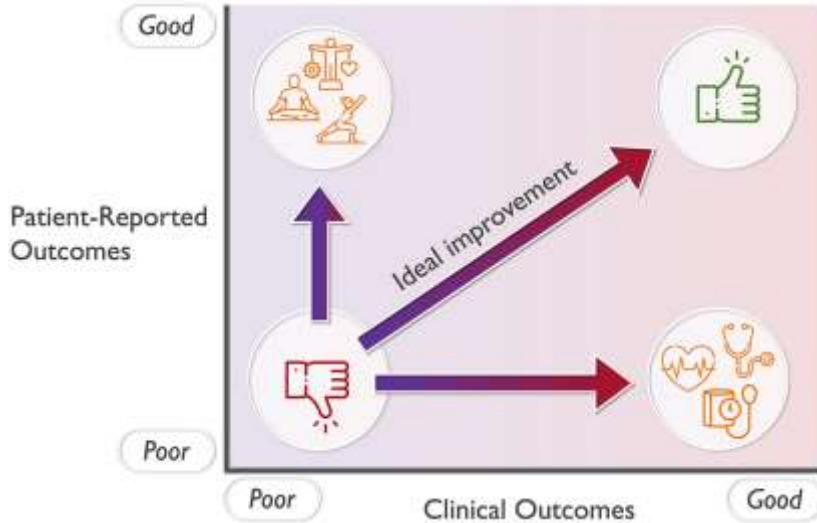 Good
Patient-Reported
Outcomes
Ideal improvement
Poor
Poor
Clinical Outcomes
Good